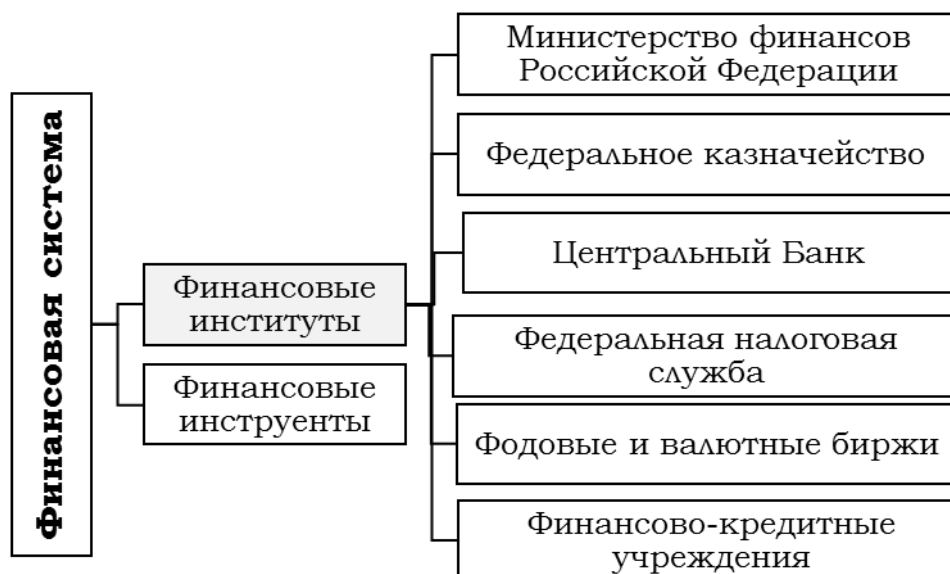 Финансовая система
Финансовые
институты
Финансовые
инструенты
Министерство финансов
Российской Федерации
Федеральное казначейство
Центральный Банк
Федеральная налоговая
служба
Фодовые и валютные биржи
Финансово-кредитные
учреждения